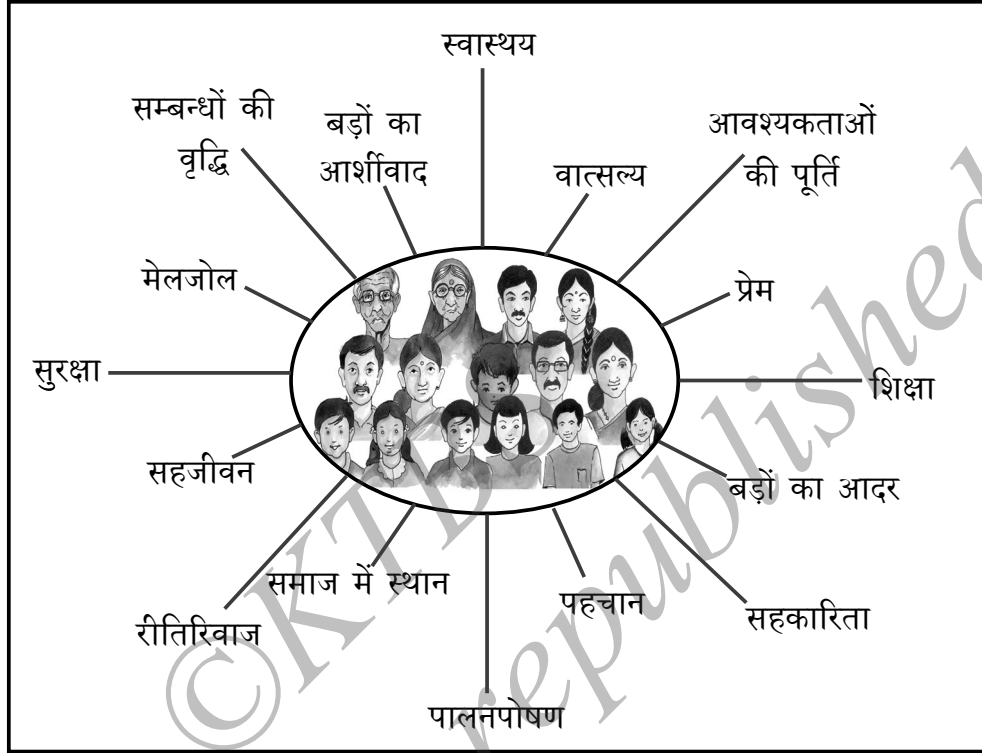 स्वास्थय
सम्बन्धों की
वृद्धि
बड़ों का
आर्शीवाद
वात्सल्य
आवश्यकताओं
की पूर्ति
मेलजोल
प्रेम
सुरक्षा
शिक्षा
सहजीवन
बड़ों का आदर
रीतिरिवाज
समाज में स्थान
पहचान
सहकारिता
पालनपोषण
©KTB
republished